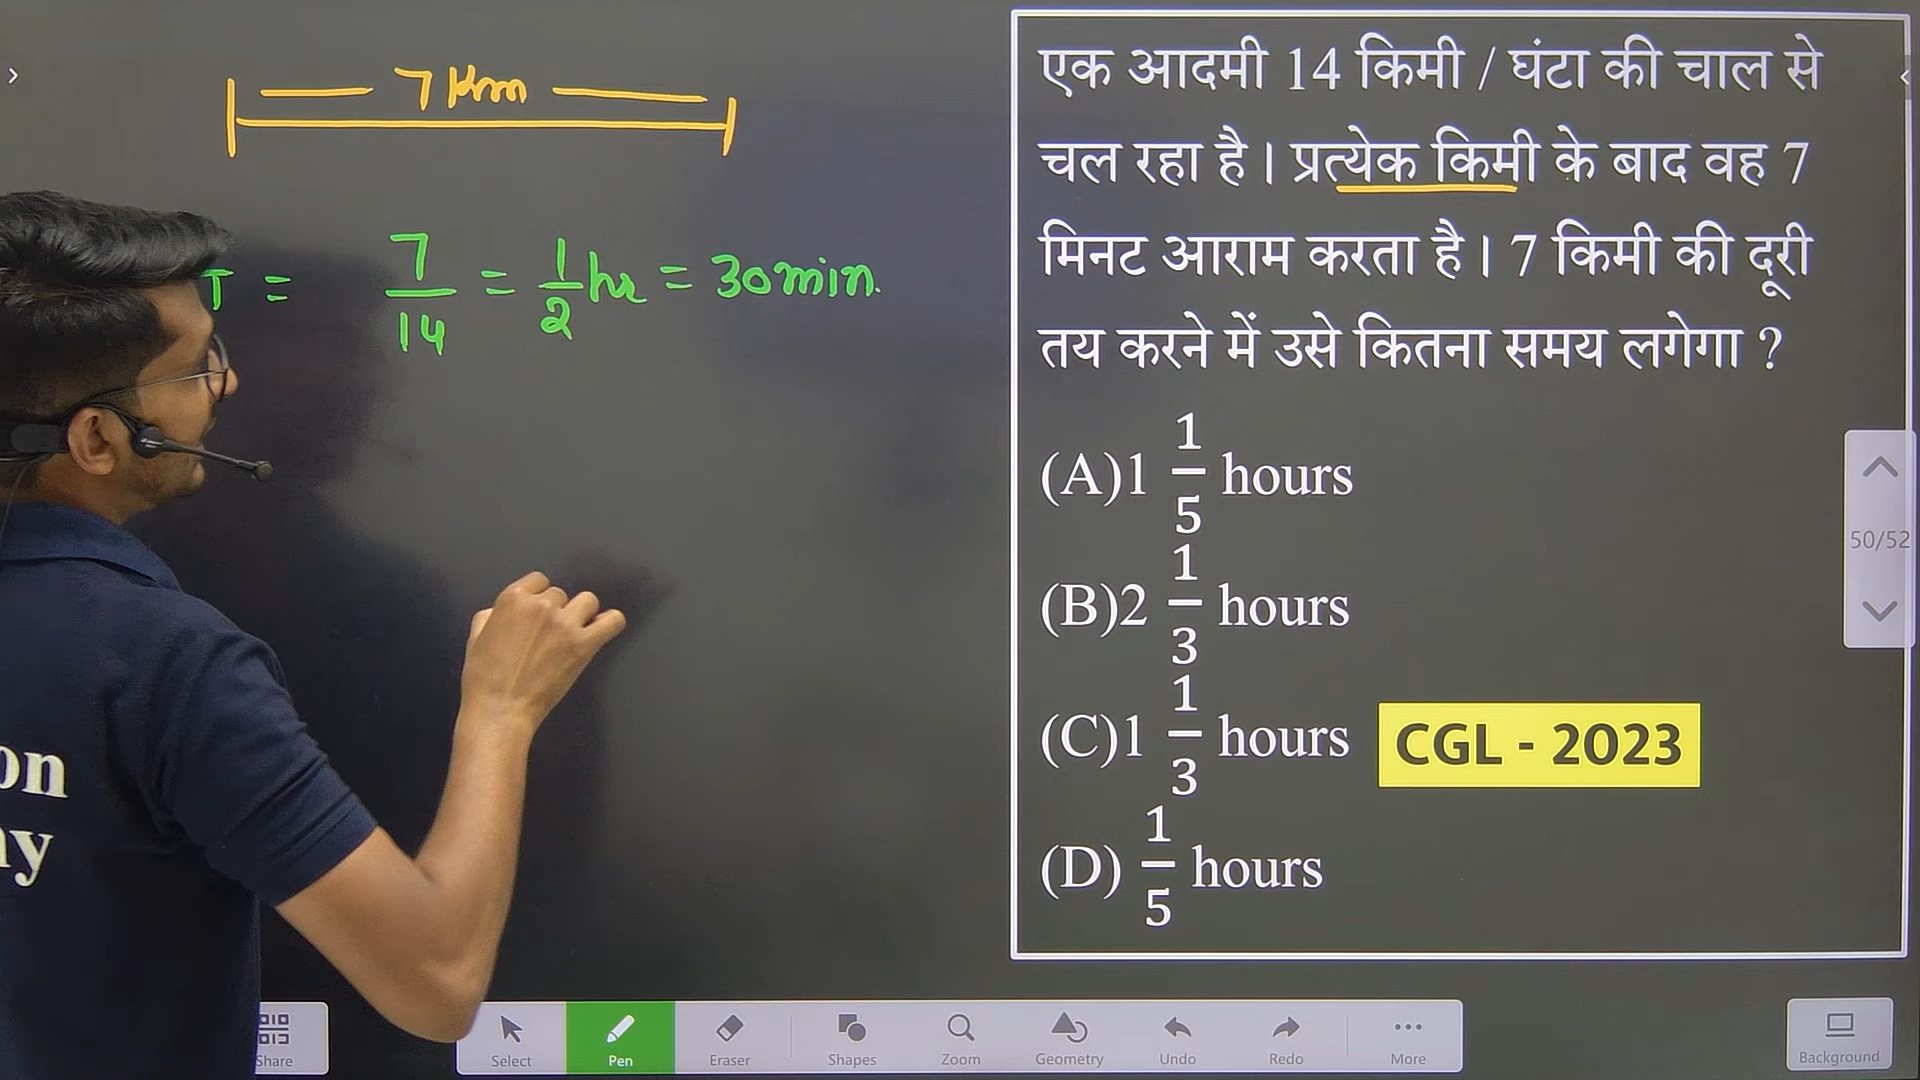 7 Km
T = 7/14 = 1/2 hr = 30 min.
एक आदमी 14 किमी / घंटा की चाल से
चल रहा है। प्रत्येक किमी के बाद वह 7
मिनट आराम करता है। 7 किमी की दूरी
तय करने में उसे कितना समय लगेगा ?
(A)1 1/5 hours
(B)2 1/3 hours
(C)1 1/3 hours
CGL - 2023
(D) 1/5 hours
50/52
on
ny
Share
Select
Pen
Eraser
Shapes
Zoom
Geometry
Undo
Redo
More
Background